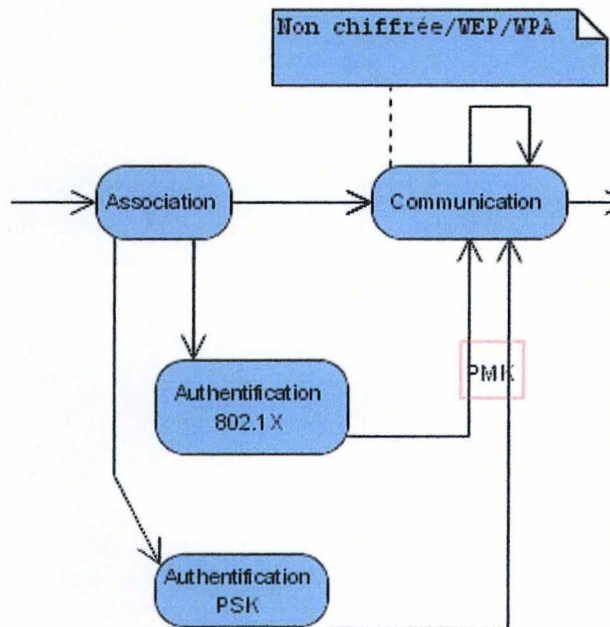 Non chiffrée/WEP/WPA
Association
Communication
Authentification
802.1X
PMK
Authentification
PSK